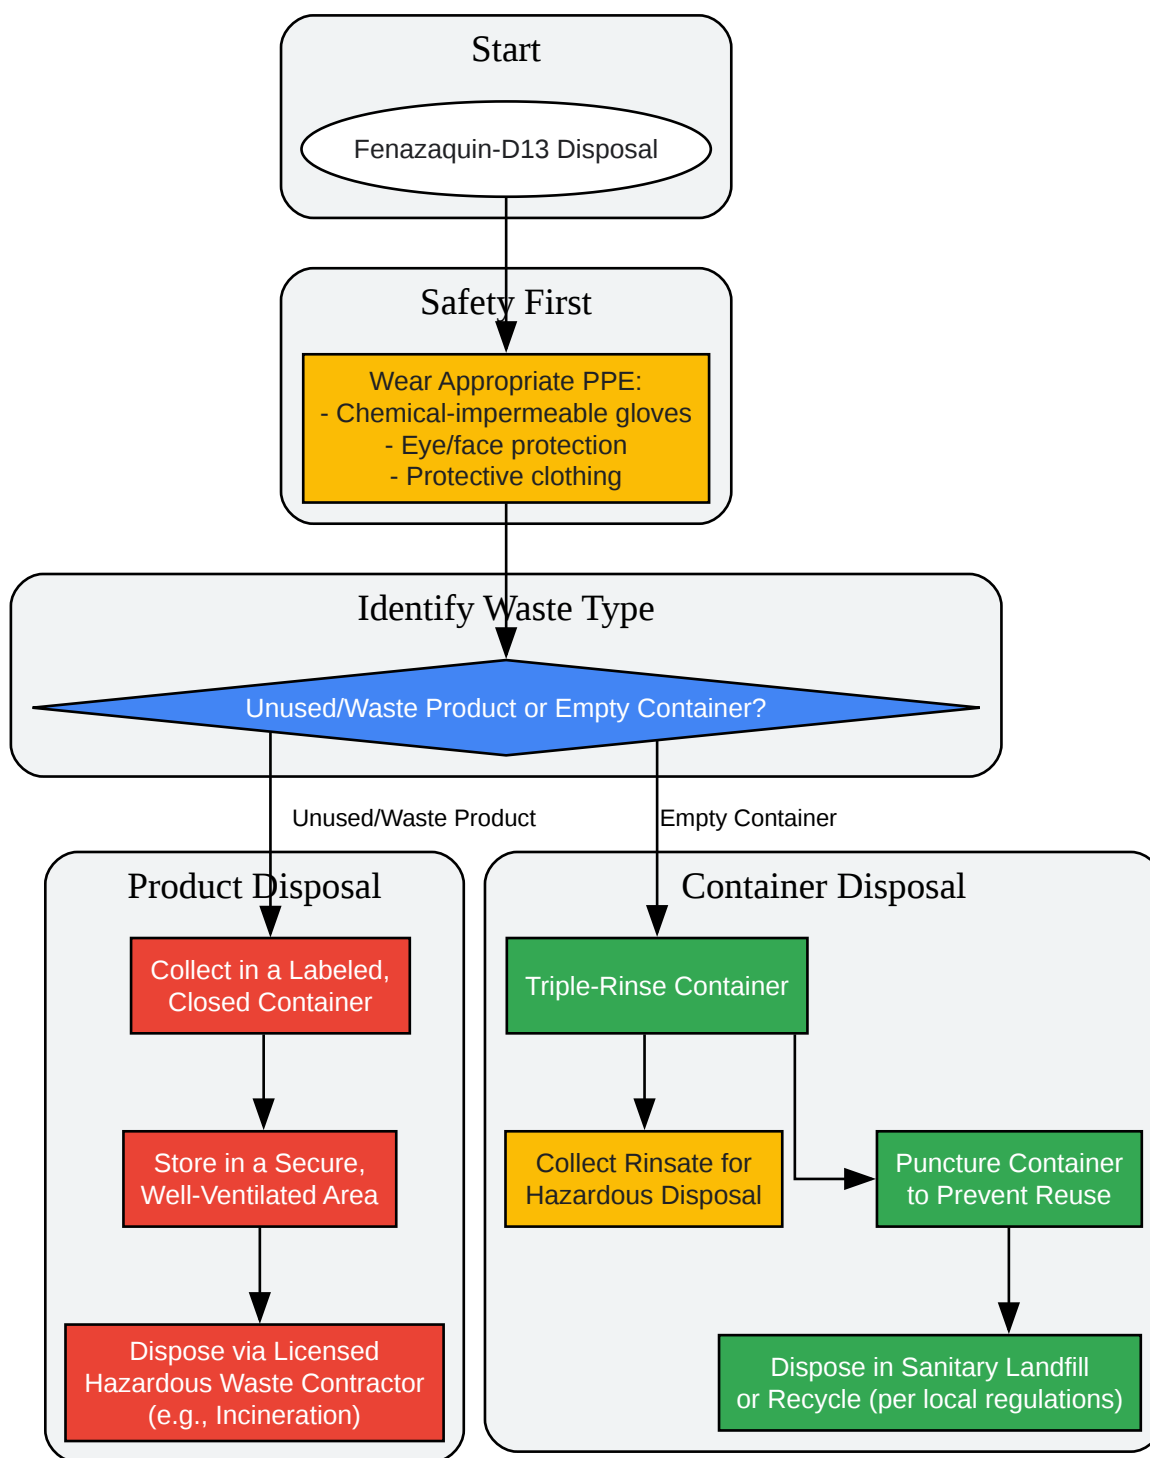 Start
Fenazaquin-D13 Disposal
Safety First
Wear Appropriate PPE:
- Chemical-impermeable gloves
- Eye/face protection
- Protective clothing
Identify Waste Type
Unused/Waste Product or Empty Container?
Unused/Waste Product
Empty Container
Product Disposal
Collect in a Labeled,
Closed Container
Store in a Secure,
Well-Ventilated Area
Dispose via Licensed
Hazardous Waste Contractor
(e.g., Incineration)
Container Disposal
Triple-Rinse Container
Collect Rinsate for
Hazardous Disposal
Puncture Container
to Prevent Reuse
Dispose in Sanitary Landfill
or Recycle (per local regulations)